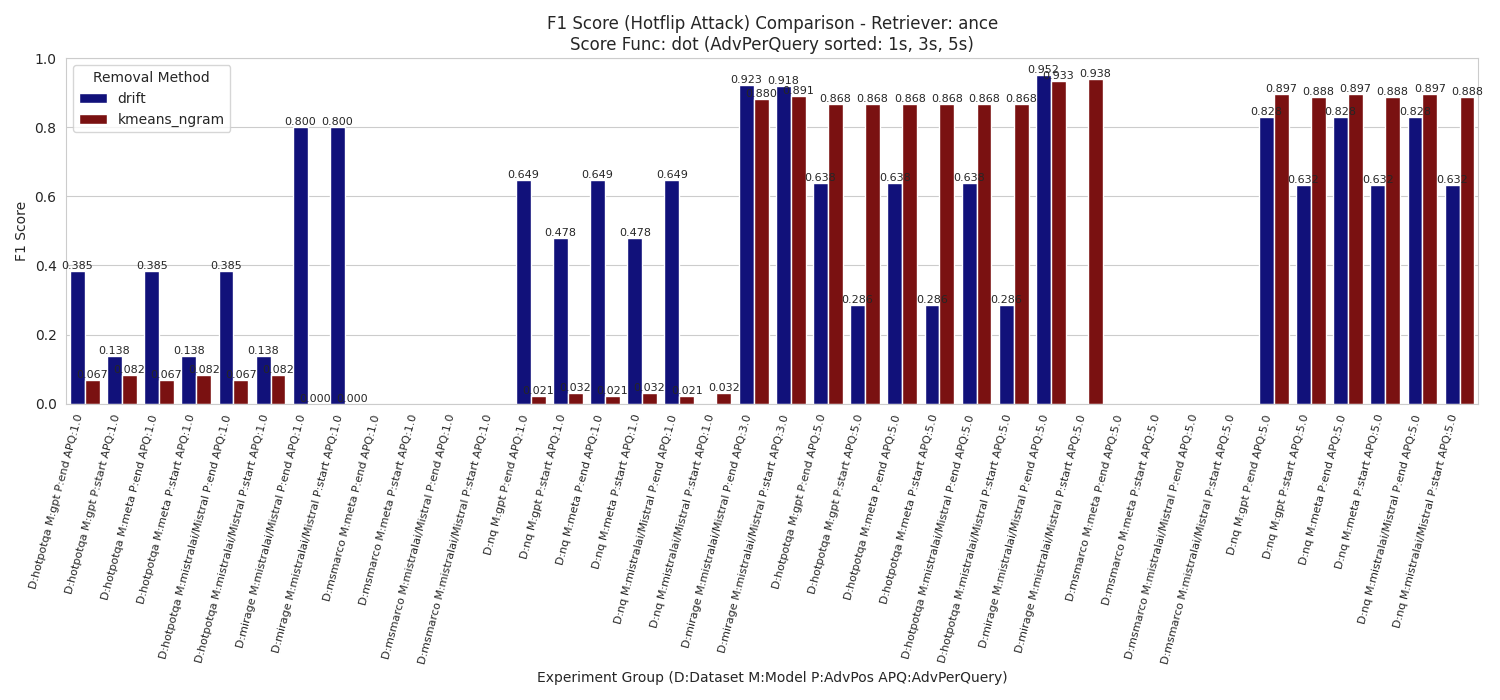 F1 Score (Hotflip Attack) Comparison - Retriever: ance
Score Func: dot (AdvPerQuery sorted: 1s, 3s, 5s)
Removal Method
drift
kmeans_ngram
F1 Score
1.0
0.8
0.6
0.4
0.2
0.0
0.385
0.067
0.138
0.082
0.385
0.067
0.138
0.082
0.385
0.067
0.138
0.082
0.800
0.000
0.800
0.000
0.649
0.021
0.478
0.032
0.649
0.021
0.478
0.032
0.649
0.021
0.032
0.923
0.880
0.918
0.891
0.868
0.868
0.868
0.868
0.868
0.868
0.952
0.933
0.938
0.897
0.888
0.897
0.888
0.897
0.888
D:hotpotqa M:gpt P:end APQ:1.0
D:hotpotqa M:gpt P:start APQ:1.0
D:hotpotqa M:meta P:end APQ:1.0
D:hotpotqa M:meta P:start APQ:1.0
D:hotpotqa M:mistralai/Mistral P:end APQ:1.0
D:hotpotqa M:mistralai/Mistral P:start APQ:1.0
D:mirage M:mistralai/Mistral P:end APQ:1.0
D:mirage M:mistralai/Mistral P:start APQ:1.0
D:msmarco M:meta P:end APQ:1.0
D:msmarco M:meta P:start APQ:1.0
D:msmarco M:mistralai/Mistral P:end APQ:1.0
D:msmarco M:mistralai/Mistral P:start APQ:1.0
D:nq M:gpt P:end APQ:1.0
D:nq M:gpt P:start APQ:1.0
D:nq M:meta P:end APQ:1.0
D:nq M:meta P:start APQ:1.0
D:nq M:mistralai/Mistral P:end APQ:1.0
D:nq M:mistralai/Mistral P:start APQ:1.0
D:mirage M:mistralai/Mistral P:end APQ:3.0
D:mirage M:mistralai/Mistral P:start APQ:3.0
D:hotpotqa M:gpt P:end APQ:5.0
D:hotpotqa M:gpt P:start APQ:5.0
D:hotpotqa M:meta P:end APQ:5.0
D:hotpotqa M:meta P:start APQ:5.0
D:hotpotqa M:mistralai/Mistral P:end APQ:5.0
D:hotpotqa M:mistralai/Mistral P:start APQ:5.0
D:mirage M:mistralai/Mistral P:end APQ:5.0
D:mirage M:mistralai/Mistral P:start APQ:5.0
D:msmarco M:meta P:end APQ:5.0
D:msmarco M:meta P:start APQ:5.0
D:msmarco M:mistralai/Mistral P:end APQ:5.0
D:msmarco M:mistralai/Mistral P:start APQ:5.0
D:nq M:gpt P:end APQ:5.0
D:nq M:gpt P:start APQ:5.0
D:nq M:meta P:end APQ:5.0
D:nq M:meta P:start APQ:5.0
D:nq M:mistralai/Mistral P:end APQ:5.0
D:nq M:mistralai/Mistral P:start APQ:5.0
Experiment Group (D:Dataset M:Model P:AdvPos APQ:AdvPerQuery)